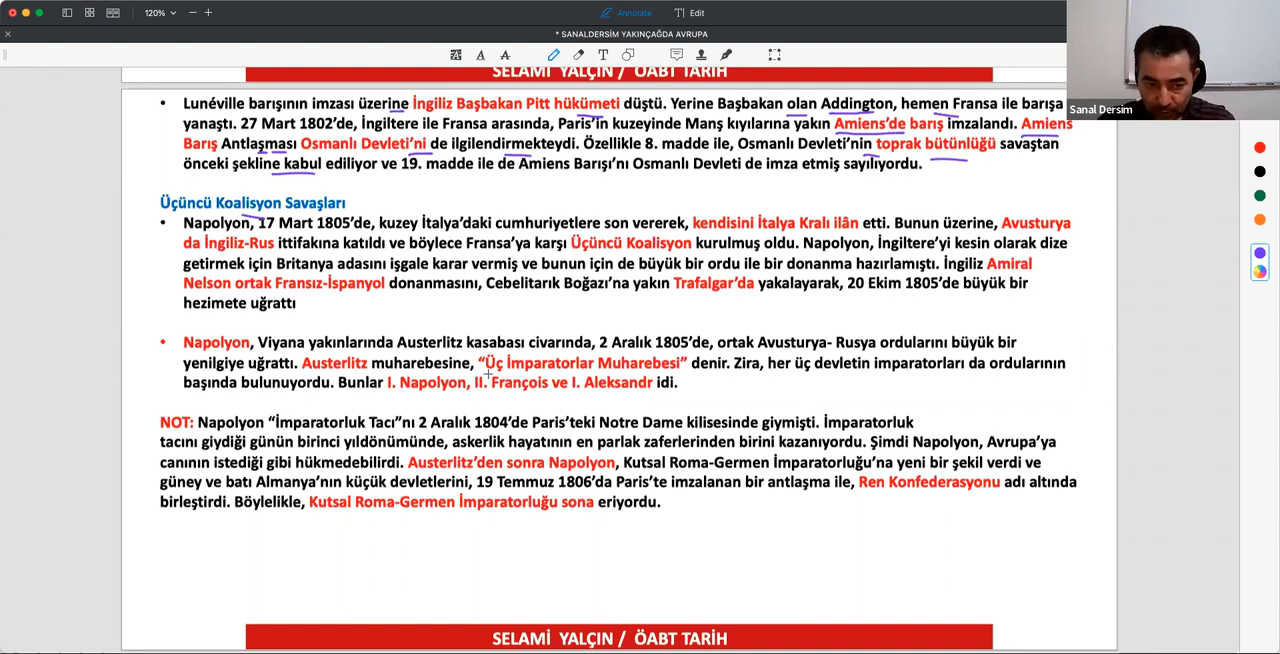 120%
Annotate
Edit
* SANALDERSİM YAKINÇAĞDA AVRUPA
SELAMİ YALÇIN / ÖABT TARİH
Sanal Dersim
• Lunéville barışının imzası üzerine İngiliz Başbakan Pitt hükümeti düştü. Yerine Başbakan olan Addington, hemen Fransa ile barışa
yanaştı. 27 Mart 1802’de, İngiltere ile Fransa arasında, Paris’in kuzeyinde Manş kıyılarına yakın Amiens’de barış imzalandı. Amiens
Barış Antlaşması Osmanlı Devleti’ni de ilgilendirmekteydi. Özellikle 8. madde ile, Osmanlı Devleti’nin toprak bütünlüğü savaştan
önceki şekline kabul ediliyor ve 19. madde ile de Amiens Barışı’nı Osmanlı Devleti de imza etmiş sayılıyordu.
Üçüncü Koalisyon Savaşları
• Napolyon, 17 Mart 1805’de, kuzey İtalya’daki cumhuriyetlere son vererek, kendisini İtalya Kralı ilân etti. Bunun üzerine, Avusturya
da İngiliz-Rus ittifakına katıldı ve böylece Fransa’ya karşı Üçüncü Koalisyon kurulmuş oldu. Napolyon, İngiltere’yi kesin olarak dize
getirmek için Britanya adasını işgale karar vermiş ve bunun için de büyük bir ordu ile bir donanma hazırlamıştı. İngiliz Amiral
Nelson ortak Fransız-İspanyol donanmasını, Cebelitarık Boğazı’na yakın Trafalgar’da yakalayarak, 20 Ekim 1805’de büyük bir
hezimete uğrattı
• Napolyon, Viyana yakınlarında Austerlitz kasabası civarında, 2 Aralık 1805’de, ortak Avusturya- Rusya ordularını büyük bir
yenilgiye uğrattı. Austerlitz muharebesine, “Üç İmparatorlar Muharebesi” denir. Zira, her üç devletin imparatorları da ordularının
başında bulunuyordu. Bunlar I. Napolyon, II. François ve I. Aleksandr idi.
NOT: Napolyon “İmparatorluk Tacı”nı 2 Aralık 1804’de Paris’teki Notre Dame kilisesinde giymişti. İmparatorluk
tacını giydiği günün birinci yıldönümünde, askerlik hayatının en parlak zaferlerinden birini kazanıyordu. Şimdi Napolyon, Avrupa’ya
canının istediği gibi hükmedebilirdi. Austerlitz’den sonra Napolyon, Kutsal Roma-Germen İmparatorluğu’na yeni bir şekil verdi ve
güney ve batı Almanya’nın küçük devletlerini, 19 Temmuz 1806’da Paris’te imzalanan bir antlaşma ile, Ren Konfederasyonu adı altında
birleştirdi. Böylelikle, Kutsal Roma-Germen İmparatorluğu sona eriyordu.
SELAMİ YALÇIN / ÖABT TARİH